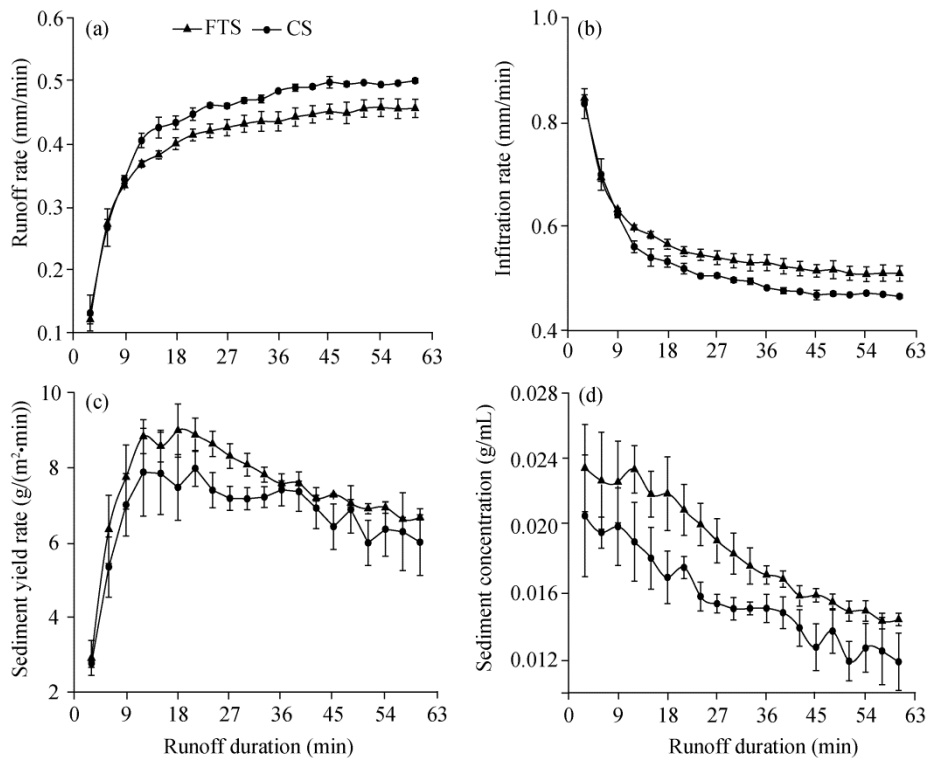 (a)
FTS CS
Runoff rate (mm/min)
0.6
0.5
0.4
0.3
0.2
0.1
0 9 18 27 36 45 54 63
(b)
Infitration rate (mm/min)
1.0
0.8
0.6
0.4
0 9 18 27 36 45 54 63
(c)
Sediment yield rate (g/(m²•min))
10
8
6
4
2
0 9 18 27 36 45 54 63
Runoff duration (min)
(d)
Sediment concentration (g/mL)
0.028
0.024
0.020
0.016
0.012
0 9 18 27 36 45 54 63
Runoff duration (min)